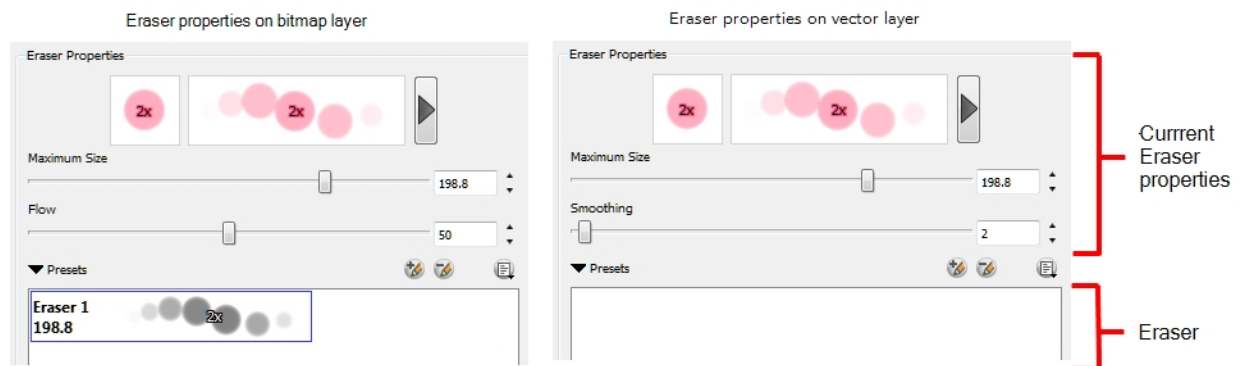 Eraser properties on bitmap layer
Eraser Properties
2x
2x
Maximum Size
198.8
Flow
50
Presets
Eraser 1
198.8
2x
Eraser properties on vector layer
Eraser Properties
2x
2x
Maximum Size
198.8
Smoothing
2
Presets
Currrent
Eraser
properties
Eraser